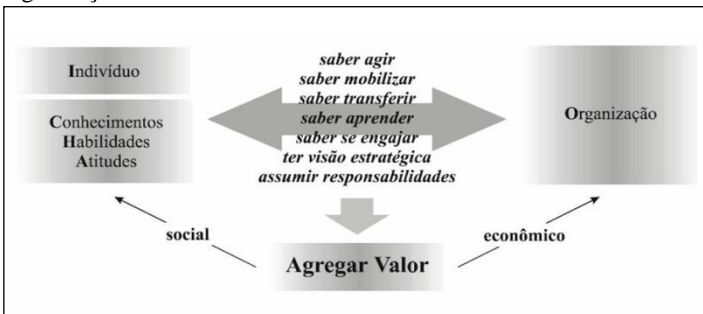 Indivíduo
Conhecimentos
Habilidades
Atitudes
saber agir
saber mobilizar
saber transferir
saber aprender
saber se engajar
ter visão estratégica
assumir responsabilidades
Organização
social
econômico
Agregar Valor